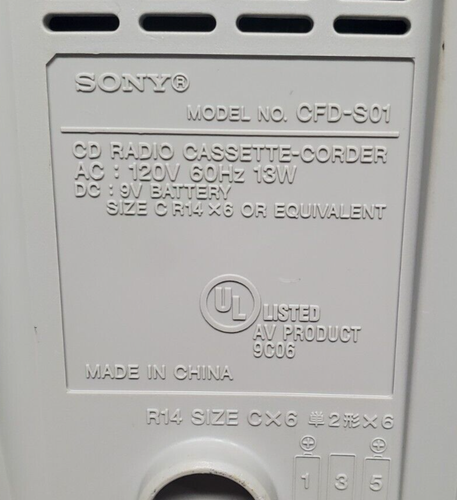 SONY®
MODEL NO. CFD-S01
CD RADIO CASSETTE-CORDER
AC : 120V 60Hz 13W
DC : 9V BATTERY
SIZE C R14×6 OR EQUIVALENT
UL LISTED
AV PRODUCT
9C06
MADE IN CHINA
R14 SIZE C×6 単2形×6
⊕ ⊕
1 3 5